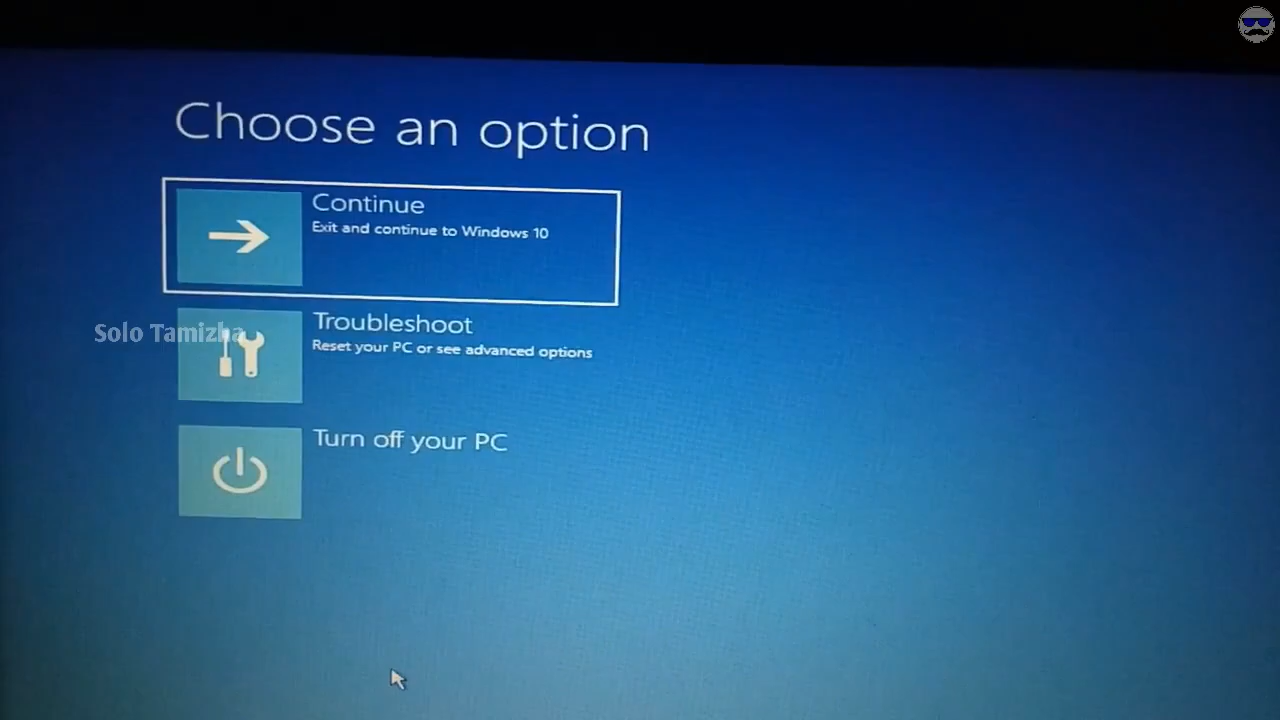 Choose an option
Continue
Exit and continue to Windows 10
Solo Tamizha
Troubleshoot
Reset your PC or see advanced options
Turn off your PC